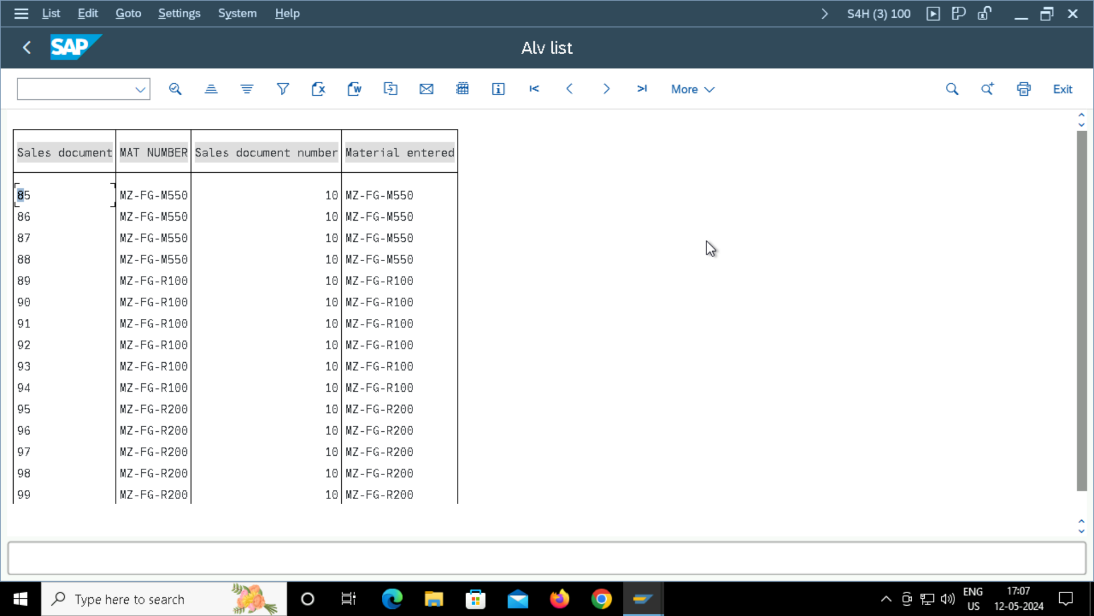 List Edit Goto Settings System Help S4H (3) 100
SAP Alv list
More Exit
Sales document MAT NUMBER Sales document number Material entered
85 MZ-FG-M550 10 MZ-FG-M550
86 MZ-FG-M550 10 MZ-FG-M550
87 MZ-FG-M550 10 MZ-FG-M550
88 MZ-FG-M550 10 MZ-FG-M550
89 MZ-FG-R100 10 MZ-FG-R100
90 MZ-FG-R100 10 MZ-FG-R100
91 MZ-FG-R100 10 MZ-FG-R100
92 MZ-FG-R100 10 MZ-FG-R100
93 MZ-FG-R100 10 MZ-FG-R100
94 MZ-FG-R100 10 MZ-FG-R100
95 MZ-FG-R200 10 MZ-FG-R200
96 MZ-FG-R200 10 MZ-FG-R200
97 MZ-FG-R200 10 MZ-FG-R200
98 MZ-FG-R200 10 MZ-FG-R200
99 MZ-FG-R200 10 MZ-FG-R200
Type here to search
ENG 17:07
US 12-05-2024